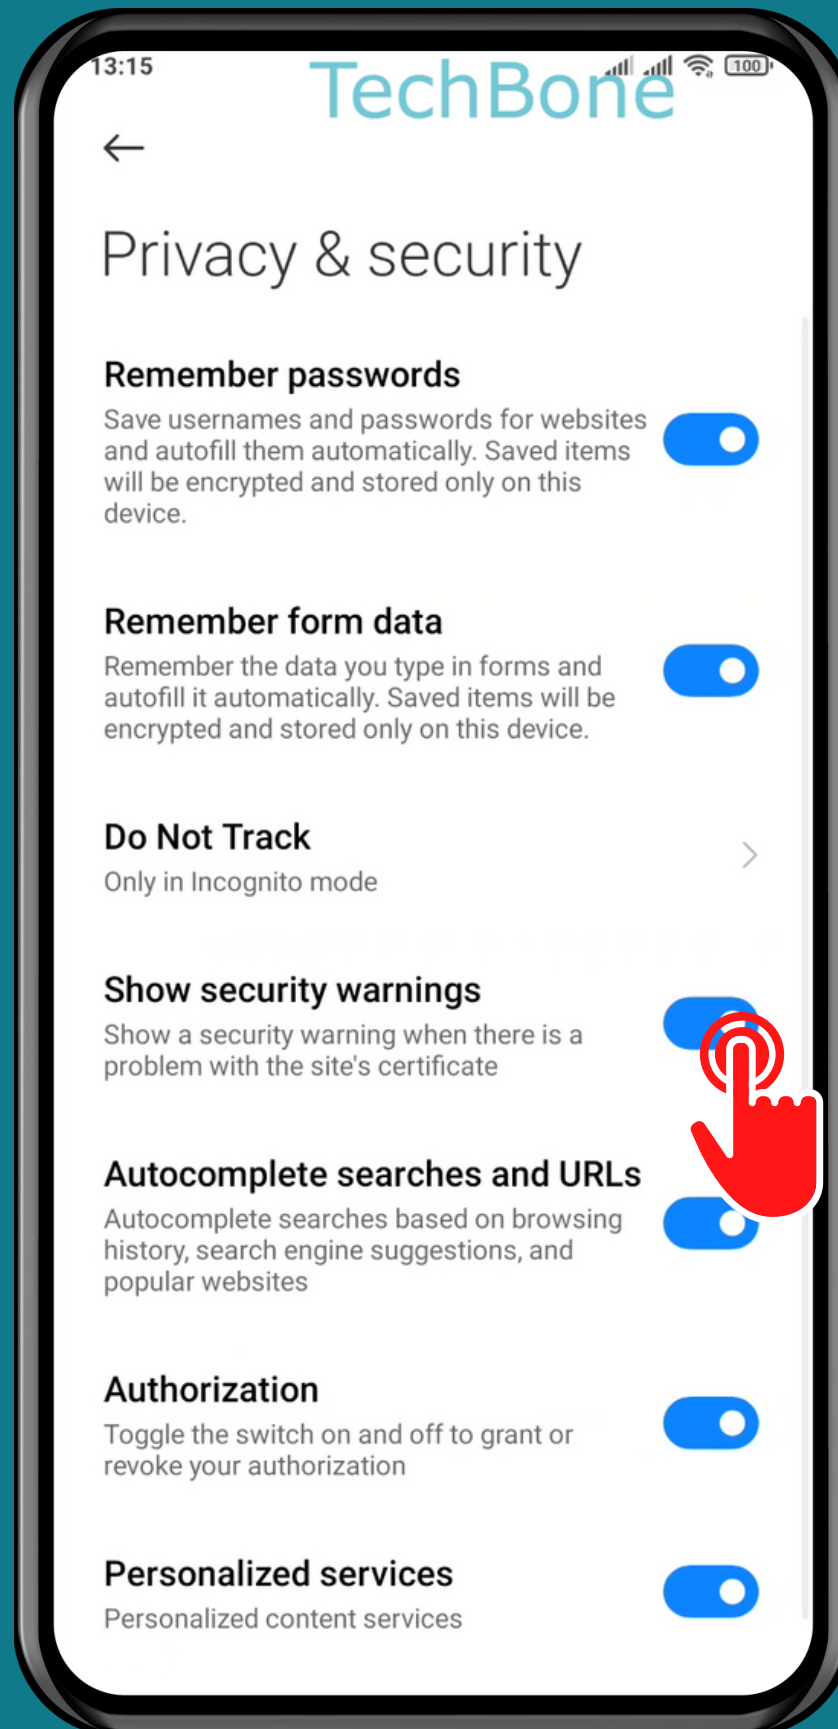 13:15
TechBone
100
Privacy & security
Remember passwords
Save usernames and passwords for websites
and autofill them automatically. Saved items
will be encrypted and stored only on this
device.
Remember form data
Remember the data you type in forms and
autofill it automatically. Saved items will be
encrypted and stored only on this device.
Do Not Track
Only in Incognito mode
Show security warnings
Show a security warning when there is a
problem with the site's certificate
Autocomplete searches and URLs
Autocomplete searches based on browsing
history, search engine suggestions, and
popular websites
Authorization
Toggle the switch on and off to grant or
revoke your authorization
Personalized services
Personalized content services